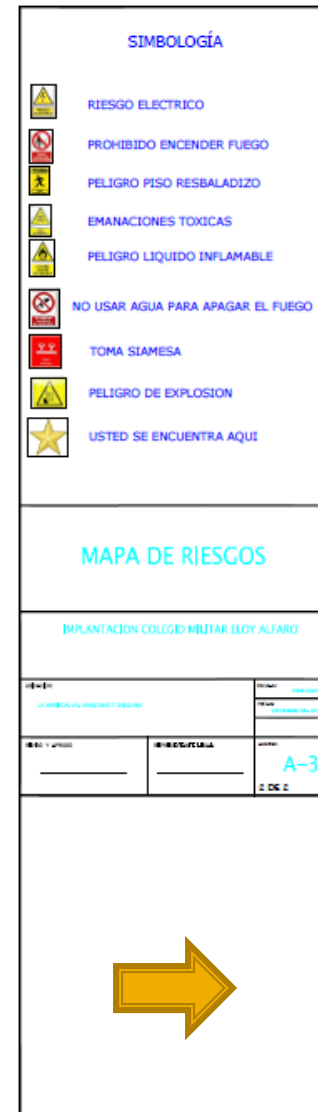 SIMBOLOGÍA
RIESGO ELECTRICO
PROHIBIDO ENCENDER FUEGO
PELIGRO PISO RESBALADIZO
EMANACIONES TOXICAS
PELIGRO LIQUIDO INFLAMABLE
NO USAR AGUA PARA APAGAR EL FUEGO
TOMA SIAMESA
PELIGRO DE EXPLOSION
USTED SE ENCUENTRA AQUI
MAPA DE RIESGOS
IMPLANTACION COLEGIO MILITAR ELOY ALFARO
A-3
2 DE 2